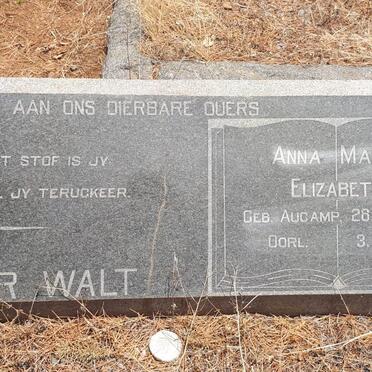 AAN ONS DIERBARE OUERS
T STOF IS JY
JY TERUGKEER.
R WALT
ANNA MA
ELIZABET
GEB. AUCAMP. 26
OORL. 3.